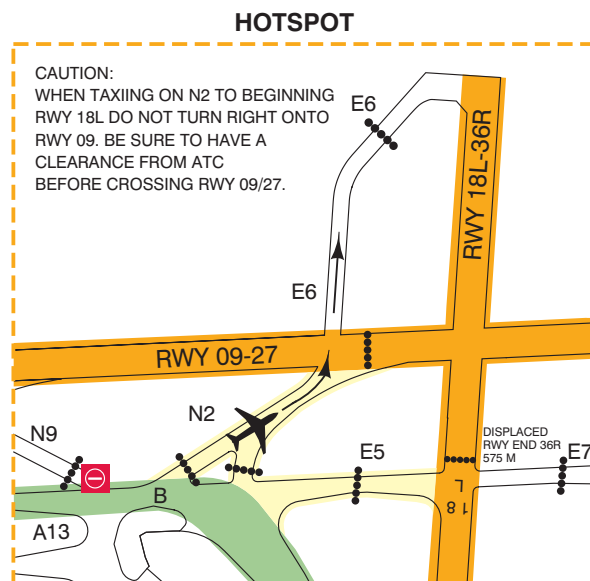 HOTSPOT
CAUTION:
WHEN TAXIING ON N2 TO BEGINNING
RWY 18L DO NOT TURN RIGHT ONTO
RWY 09. BE SURE TO HAVE A
CLEARANCE FROM ATC
BEFORE CROSSING RWY 09/27.
E6
RWY 18L-36R
E6
RWY 09-27
N2
N9
DISPLACED
RWY END 36R
575 M
E5
E7
B
18
L
A13